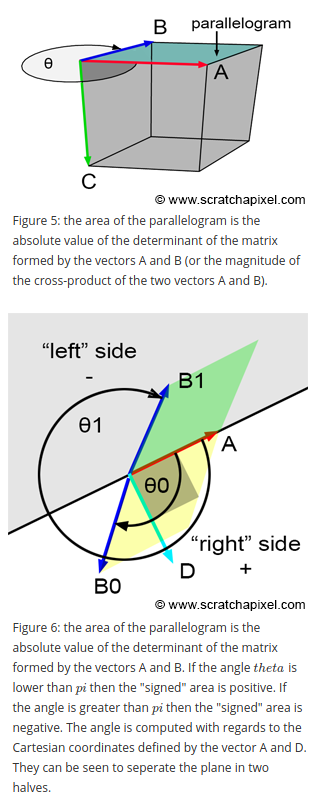 B
parallelogram
θ
A
C
© www.scratchapixel.com
Figure 5: the area of the parallelogram is the
absolute value of the determinant of the matrix
formed by the vectors A and B (or the magnitude of
the cross-product of the two vectors A and B).
"left" side
-
B1
θ1
A
θ0
"right" side
+
D
B0
© www.scratchapixel.com
Figure 6: the area of the parallelogram is the
absolute value of the determinant of the matrix
formed by the vectors A and B. If the angle theta is
lower than pi then the "signed" area is positive. If
the angle is greater than pi then the "signed" area is
negative. The angle is computed with regards to the
Cartesian coordinates defined by the vector A and D.
They can be seen to seperate the plane in two
halves.